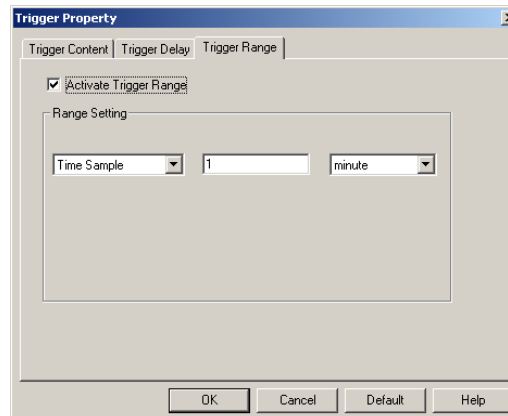 Trigger Property
Trigger Content Trigger Delay Trigger Range
Activate Trigger Range
Range Setting
Time Sample 1 minute
OK Cancel Default Help